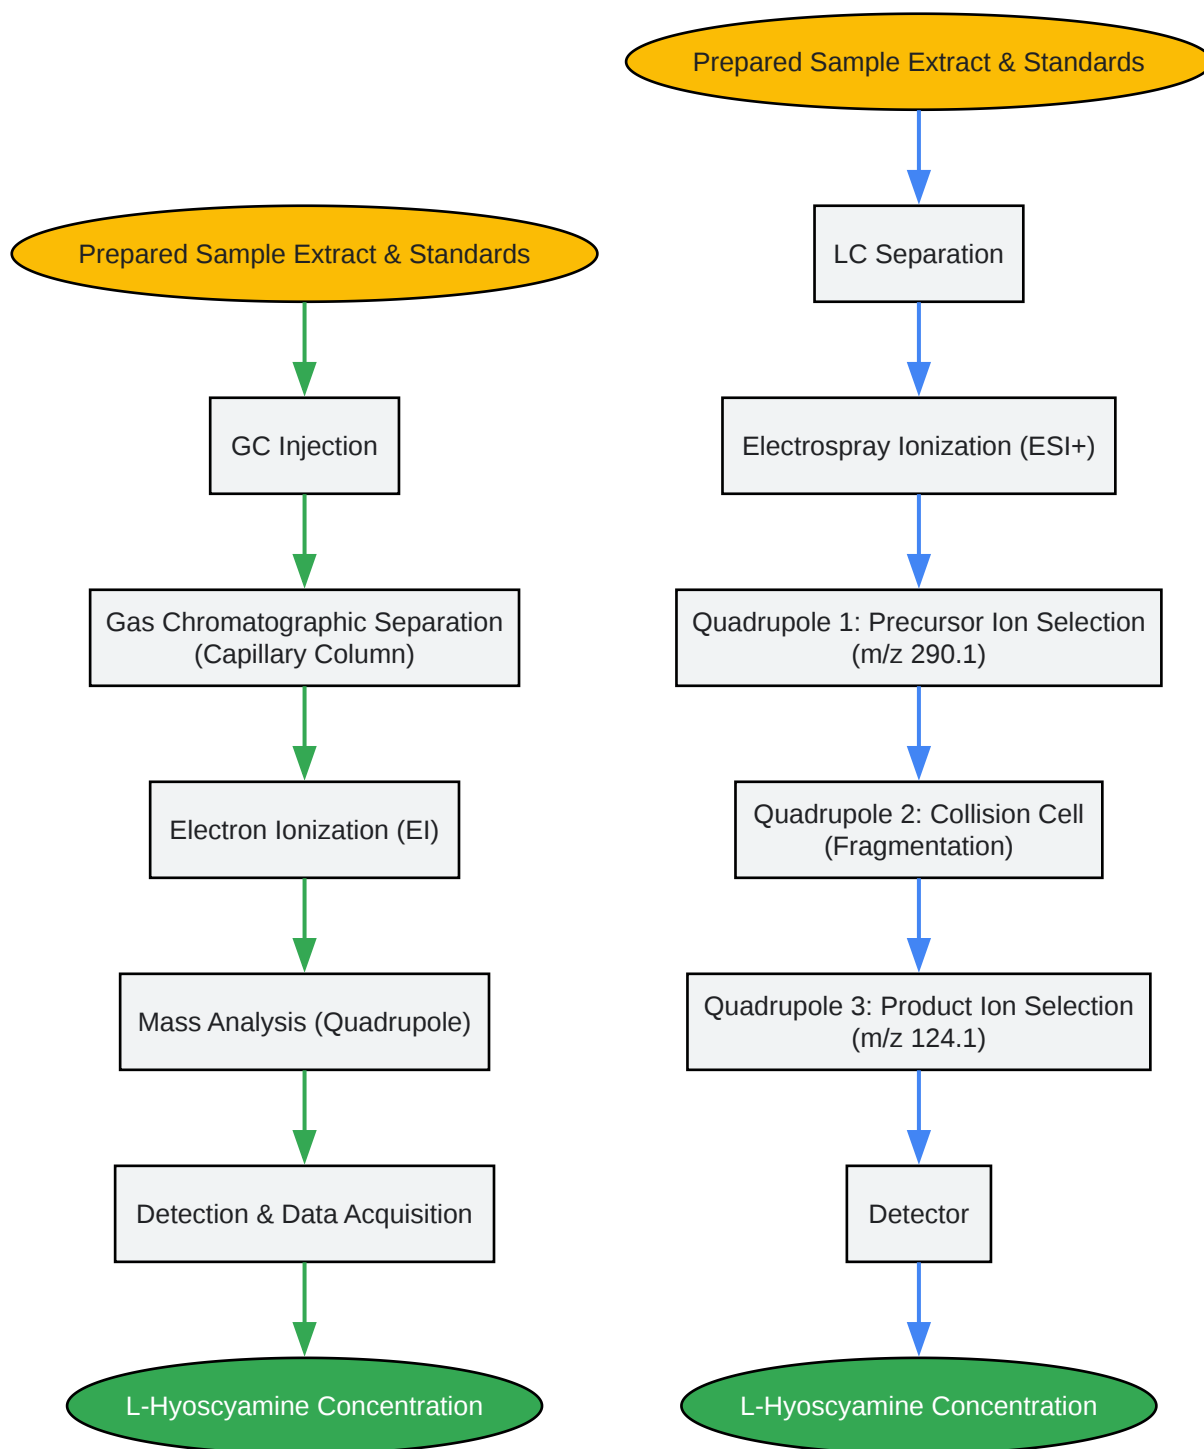 Prepared Sample Extract & Standards
GC Injection
Gas Chromatographic Separation
(Capillary Column)
Electron Ionization (EI)
Mass Analysis (Quadrupole)
Detection & Data Acquisition
L-Hyoscyamine Concentration
Prepared Sample Extract & Standards
LC Separation
Electrospray Ionization (ESI+)
Quadrupole 1: Precursor Ion Selection
(m/z 290.1)
Quadrupole 2: Collision Cell
(Fragmentation)
Quadrupole 3: Product Ion Selection
(m/z 124.1)
Detector
L-Hyoscyamine Concentration